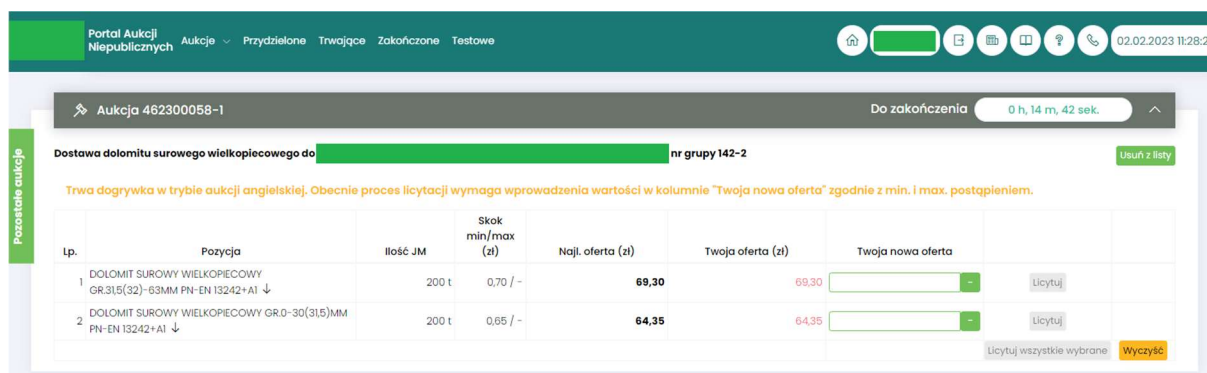 Portal Aukcji
Niepublicznych
Aukcje Przydzielone Trwające Zakończone Testowe
02.02.2023 11:28:2
Aukcja 462300058-1 Do zakończenia 0 h, 14 m, 42 sek.
Pozostałe aukcje
Dostawa dolomitu surowego wielkopiecowego do nr grupy 142-2 Usuń z listy
Trwa dogrywka w trybie aukcji angielskiej. Obecnie proces licytacji wymaga wprowadzenia wartości w kolumnie "Twoja nowa oferta" zgodnie z min. i max. postąpieniem.
Skok
min/max
Lp. Pozycja Ilość JM (zł) Najl. oferta (zł) Twoja oferta (zł) Twoja nowa oferta
DOLOMIT SUROWY WIELKOPIECOWY
1 GR.31,5(32)-63MM PN-EN 13242+A1 ↓ 200 t 0,70 / - 69,30 69,30 - Licytuj
DOLOMIT SUROWY WIELKOPIECOWY GR.0-30(31,5)MM
2 PN-EN 13242+A1 ↓ 200 t 0,65 / - 64,35 64,35 - Licytuj
Licytuj wszystkie wybrane Wyczyść